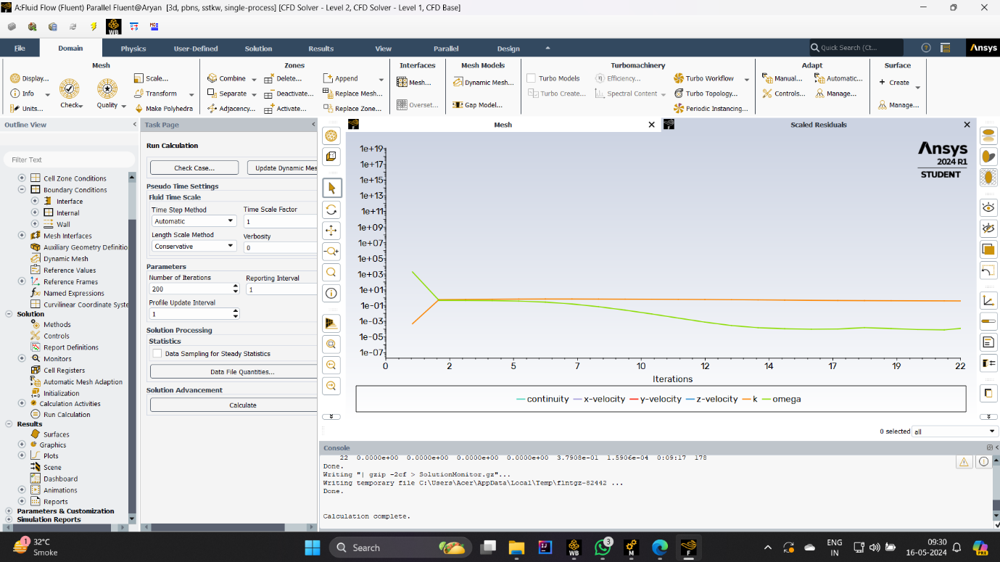 A:Fluid Flow (Fluent) Parallel Fluent@Aryan [3d, pbns, sstkw, single-process] [CFD Solver - Level 2, CFD Solver - Level 1, CFD Base]
WB
File Domain Physics User-Defined Solution Results View Parallel Design Quick Search (Ct... Ansys
Mesh
Display...
Info
Units...
Check
Quality
Scale...
Transform
Make Polyhedra
Zones
Combine
Separate
Adjacency...
Delete...
Deactivate...
Activate...
Append
Replace Mesh...
Replace Zone...
Interfaces
Mesh...
Overset...
Mesh Models
Dynamic Mesh...
Gap Model...
Turbomachinery
Turbo Models
Turbo Create...
Efficiency...
Spectral Content
Turbo Workflow
Turbo Topology...
Periodic Instancing...
Adapt
Manual...
Controls...
Automatic...
Manage...
Surface
Create
Manage...
Outline View
Filter Text
Cell Zone Conditions
Boundary Conditions
Interface
Internal
Wall
Mesh Interfaces
Auxiliary Geometry Definitio
Dynamic Mesh
Reference Values
Reference Frames
Named Expressions
Curvilinear Coordinate Syste
Solution
Methods
Controls
Report Definitions
Monitors
Cell Registers
Automatic Mesh Adaption
Initialization
Calculation Activities
Run Calculation
Results
Surfaces
Graphics
Plots
Scene
Dashboard
Animations
Reports
Parameters & Customization
Simulation Reports
Task Page
Run Calculation
Check Case... Update Dynamic Mes
Pseudo Time Settings
Fluid Time Scale
Time Step Method Time Scale Factor
Automatic 1
Length Scale Method Verbosity
Conservative 0
Parameters
Number of Iterations Reporting Interval
200 1
Profile Update Interval
1
Solution Processing
Statistics
Data Sampling for Steady Statistics
Data File Quantities...
Solution Advancement
Calculate
Mesh Scaled Residuals
Ansys
2024 R1
STUDENT
1e+19
1e+17
1e+15
1e+13
1e+11
1e+09
1e+07
1e+05
1e+03
1e+01
1e-01
1e-03
1e-05
1e-07
0 2 5 7 10 12 14 17 19 22
Iterations
continuity x-velocity y-velocity z-velocity k omega
0 selected all
Console
22 0.0000e+00 0.0000e+00 0.0000e+00 0.0000e+00 3.7908e-01 1.5906e-04 0:09:17 178
Done.
Writing "| gzip -2cf > SolutionMonitor.gz"...
Writing temporary file C:\Users\Acer\AppData\Local\Temp\flntgz-82442 ...
Done.
Calculation complete.
1 32°C
Smoke
Search
WB
3
M
F
ENG
IN
09:30
16-05-2024
PRE